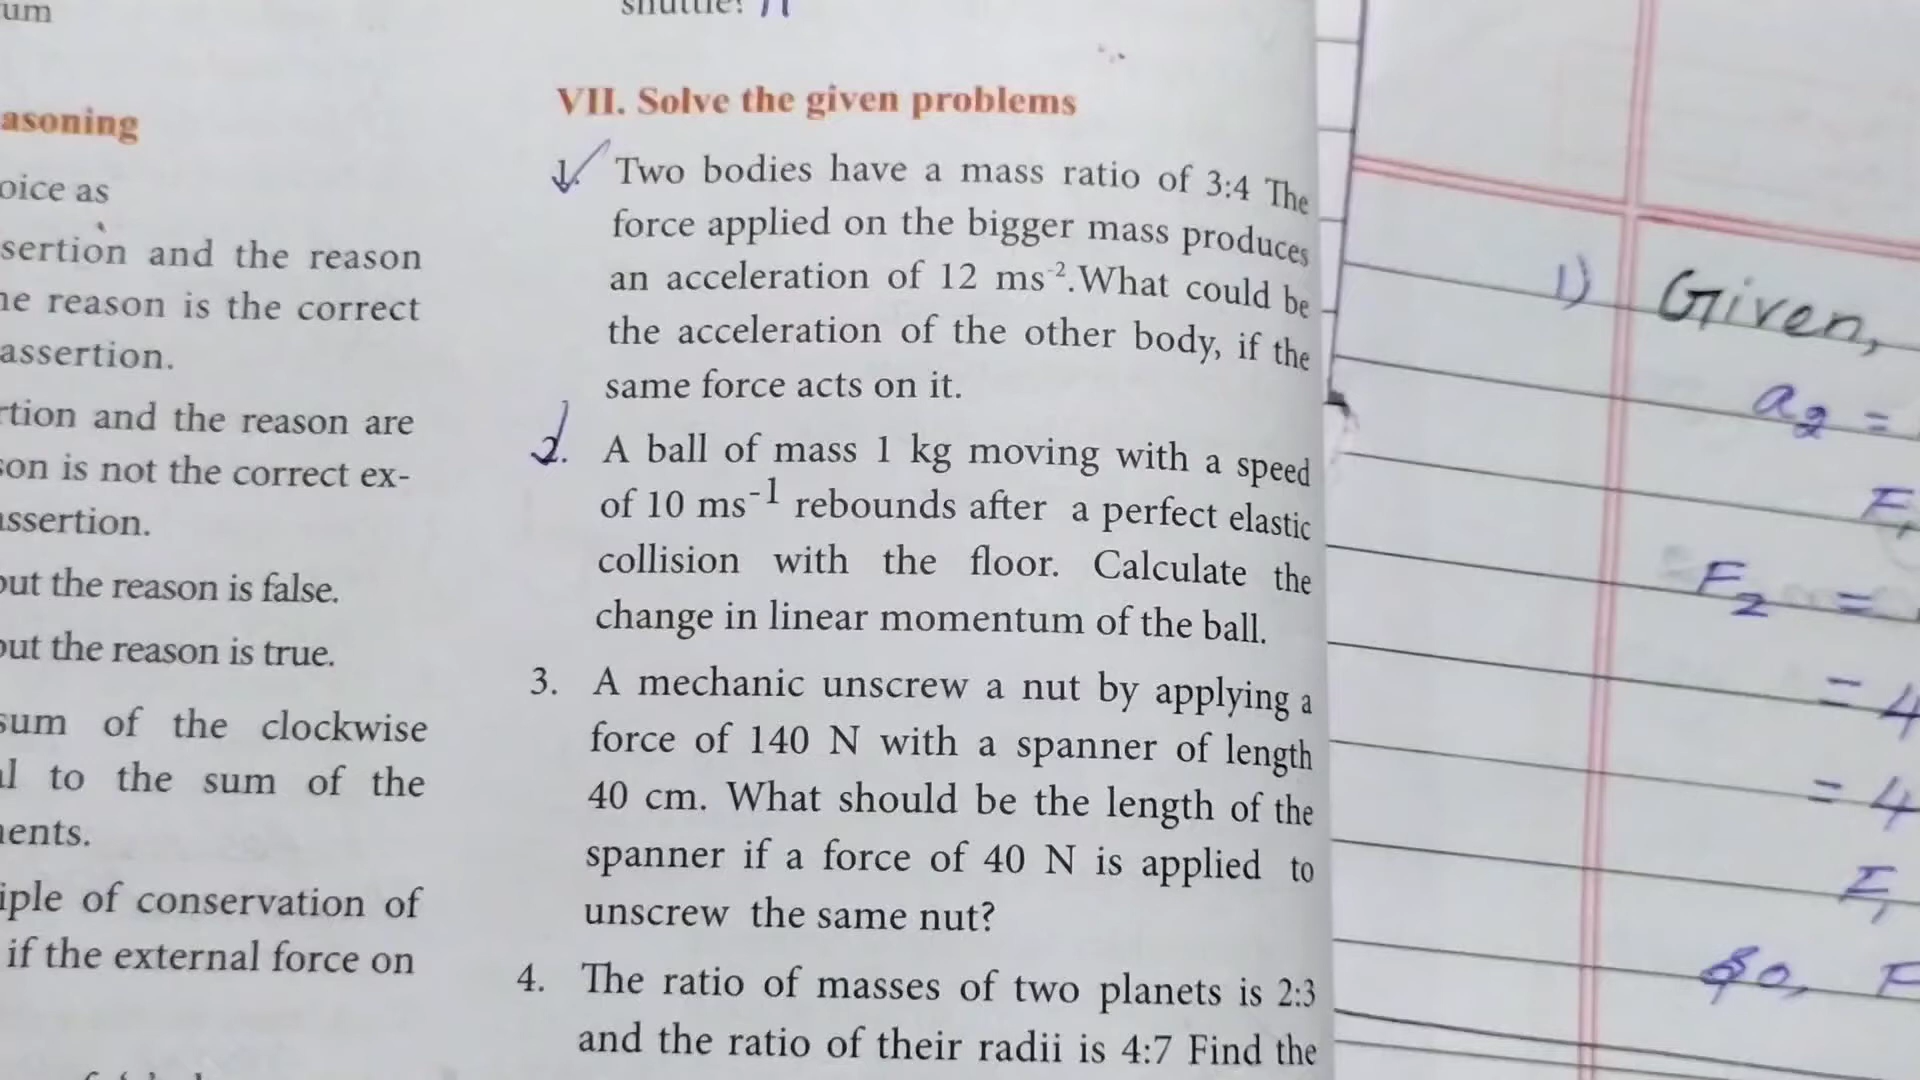 um
asoning
oice as
sertion and the reason
ne reason is the correct
assertion.
rtion and the reason are
son is not the correct ex-
assertion.
out the reason is false.
out the reason is true.
sum of the clockwise
al to the sum of the
nents.
iple of conservation of
if the external force on
shuttle?
VII. Solve the given problems
1. Two bodies have a mass ratio of 3:4 The
force applied on the bigger mass produces
an acceleration of 12 ms⁻².What could be
the acceleration of the other body, if the
same force acts on it.
2. A ball of mass 1 kg moving with a speed
of 10 ms⁻¹ rebounds after a perfect elastic
collision with the floor. Calculate the
change in linear momentum of the ball.
3. A mechanic unscrew a nut by applying a
force of 140 N with a spanner of length
40 cm. What should be the length of the
spanner if a force of 40 N is applied to
unscrew the same nut?
4. The ratio of masses of two planets is 2:3
and the ratio of their radii is 4:7 Find the
1) Given,
a₂ =
F₁
F₂ =
= 4
= 4
F₁
So, F